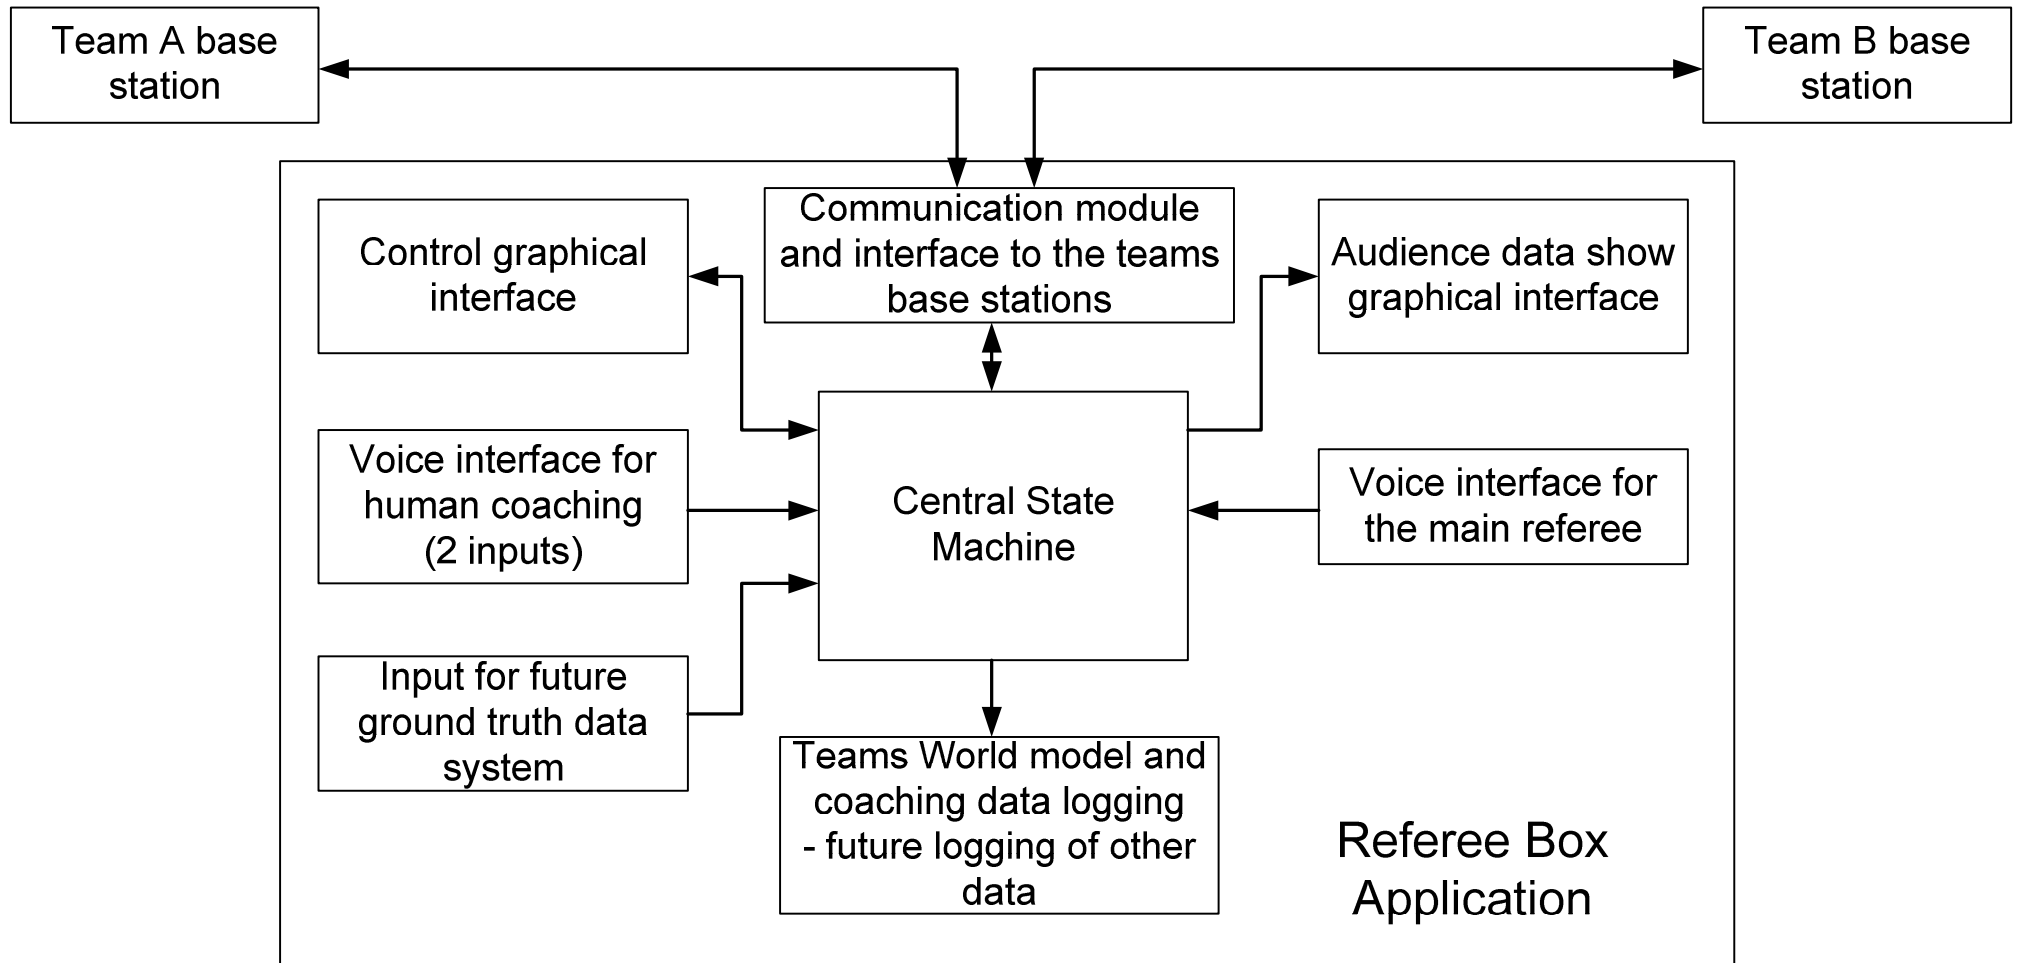 Team A base
station
Team B base
station
Control graphical
interface
Communication module
and interface to the teams
base stations
Audience data show
graphical interface
Voice interface for
human coaching
(2 inputs)
Central State
Machine
Voice interface for
the main referee
Input for future
ground truth data
system
Teams World model and
coaching data logging
- future logging of other
data
Referee Box
Application